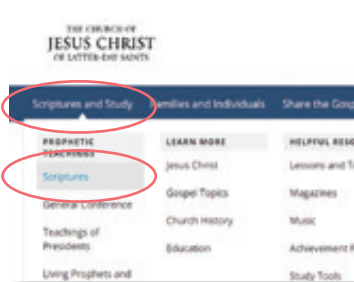 THE CHURCH OF
JESUS CHRIST
OF LATTER-DAY SAINTS
Scriptures and Study Families and Individuals Share the Gosp
PROPHETIC TEACHINGS
Scriptures
General Conference
Teachings of
Presidents
Living Prophets and
LEARN MORE
Jesus Christ
Gospel Topics
Church History
Education
HELPFUL RESO
Lessons and T
Magazines
Music
Achievement P
Study Tools